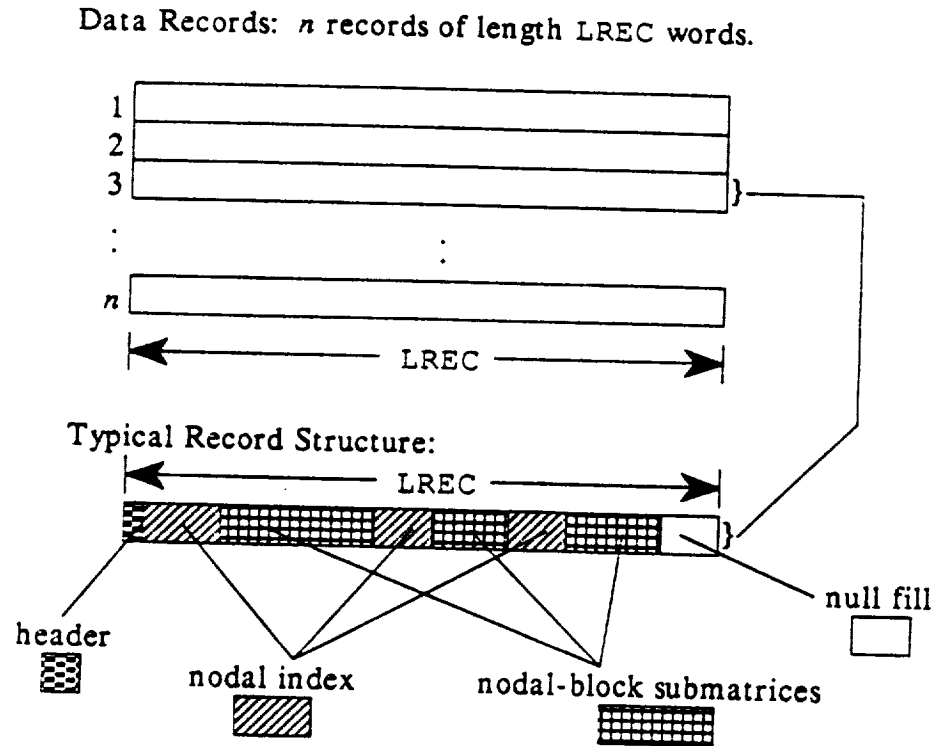 Data Records: n records of length LREC words.
1
2
3
:
:
n
LREC
Typical Record Structure:
LREC
null fill
header
nodal index
nodal-block submatrices